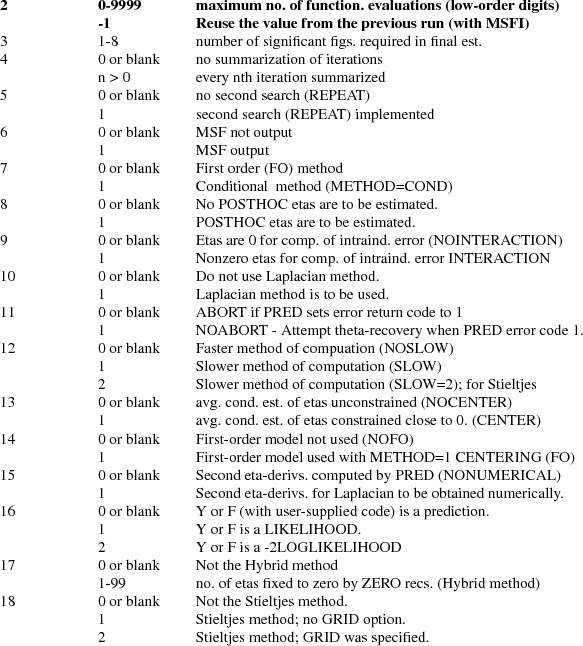 2 0-9999 maximum no. of function. evaluations (low-order digits)
-1 Reuse the value from the previous run (with MSFI)
3 1-8 number of significant figs. required in final est.
4 0 or blank no summarization of iterations
n > 0 every nth iteration summarized
5 0 or blank no second search (REPEAT)
1 second search (REPEAT) implemented
6 0 or blank MSF not output
1 MSF output
7 0 or blank First order (FO) method
1 Conditional method (METHOD=COND)
8 0 or blank No POSTHOC etas are to be estimated.
1 POSTHOC etas are to be estimated.
9 0 or blank Etas are 0 for comp. of intraind. error (NOINTERACTION)
1 Nonzero etas for comp. of intraind. error INTERACTION
10 0 or blank Do not use Laplacian method.
1 Laplacian method is to be used.
11 0 or blank ABORT if PRED sets error return code to 1
1 NOABORT - Attempt theta-recovery when PRED error code 1.
12 0 or blank Faster method of compuation (NOSLOW)
1 Slower method of computation (SLOW)
2 Slower method of computation (SLOW=2); for Stieltjes
13 0 or blank avg. cond. est. of etas unconstrained (NOCENTER)
1 avg. cond. est. of etas constrained close to 0. (CENTER)
14 0 or blank First-order model not used (NOFO)
1 First-order model used with METHOD=1 CENTERING (FO)
15 0 or blank Second eta-derivs. computed by PRED (NONUMERICAL)
1 Second eta-derivs. for Laplacian to be obtained numerically.
16 0 or blank Y or F (with user-supplied code) is a prediction.
1 Y or F is a LIKELIHOOD.
2 Y or F is a -2LOGLIKELIHOOD
17 0 or blank Not the Hybrid method
1-99 no. of etas fixed to zero by ZERO recs. (Hybrid method)
18 0 or blank Not the Stieltjes method.
1 Stieltjes method; no GRID option.
2 Stieltjes method; GRID was specified.